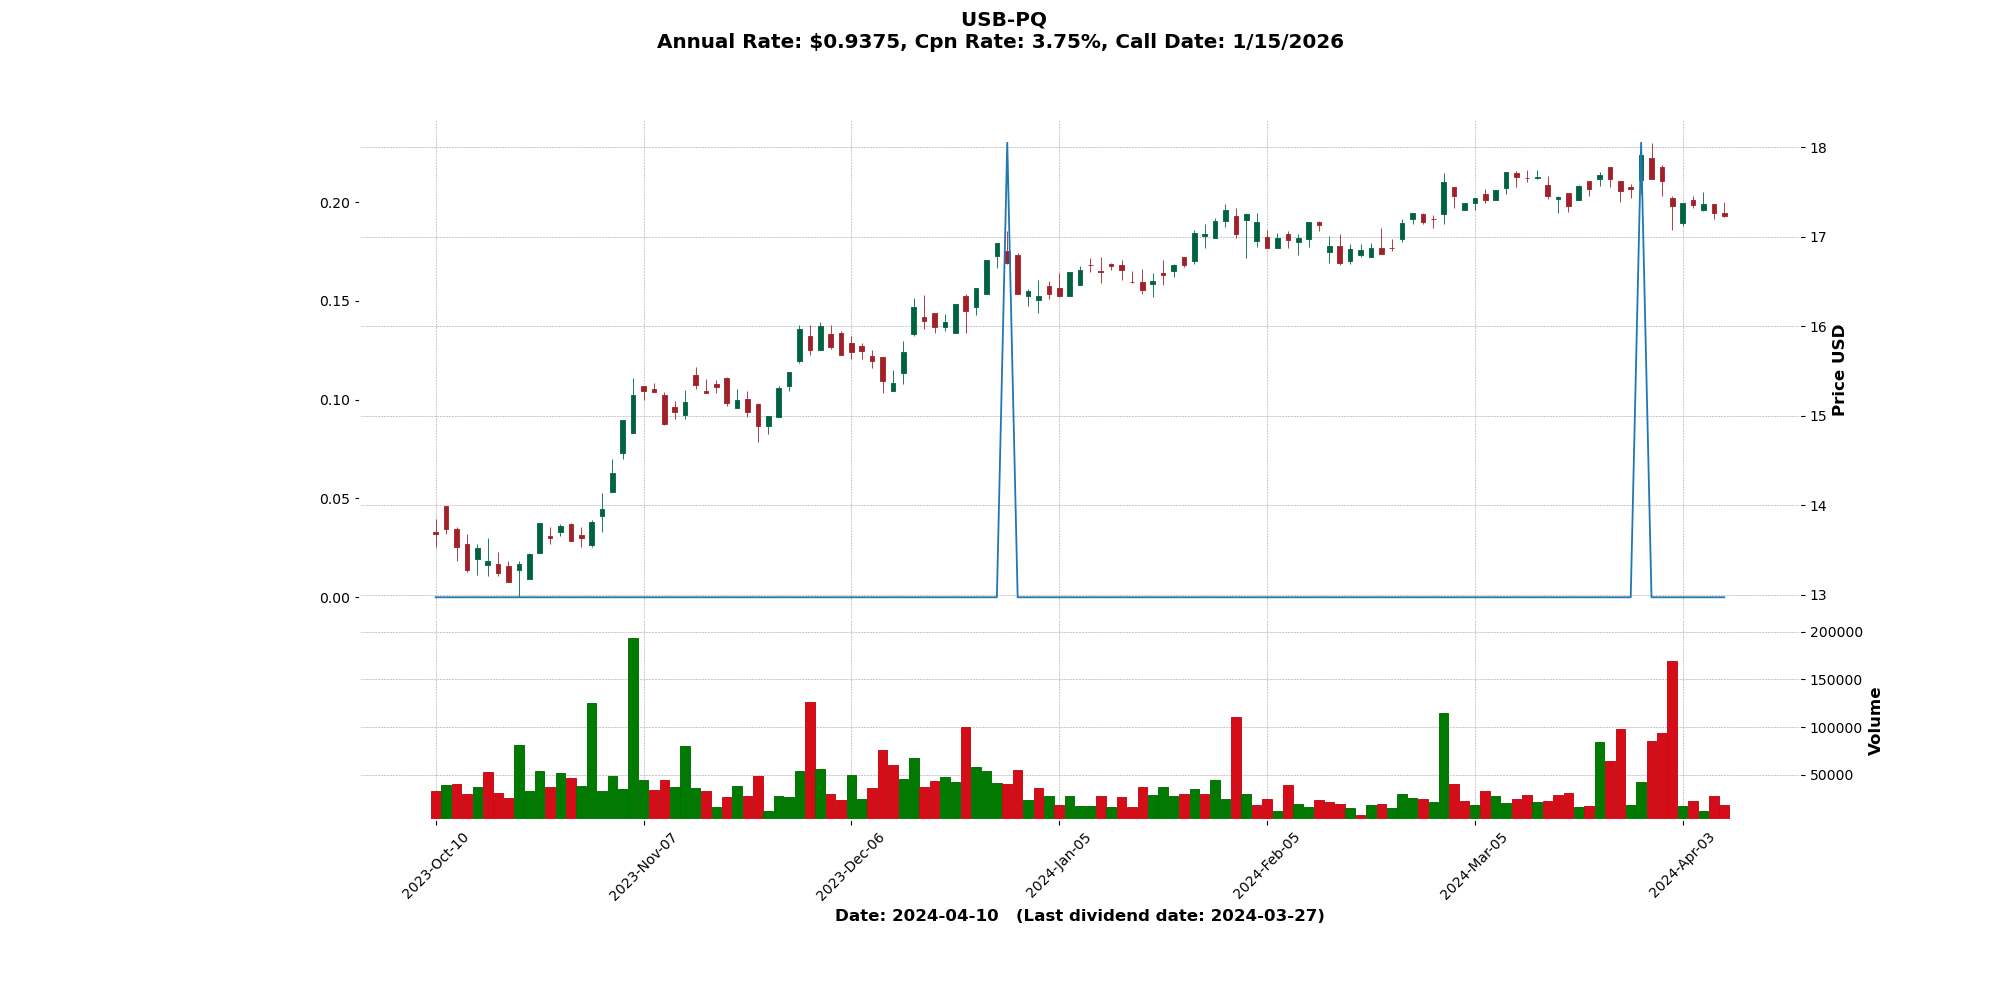 USB-PQ
Annual Rate: $0.9375, Cpn Rate: 3.75%, Call Date: 1/15/2026
0.20
0.15
0.10
0.05
0.00
18
17
16
15
14
13
Price USD
200000
150000
100000
50000
Volume
2023-Oct-10
2023-Nov-07
2023-Dec-06
2024-Jan-05
2024-Feb-05
2024-Mar-05
2024-Apr-03
Date: 2024-04-10 (Last dividend date: 2024-03-27)